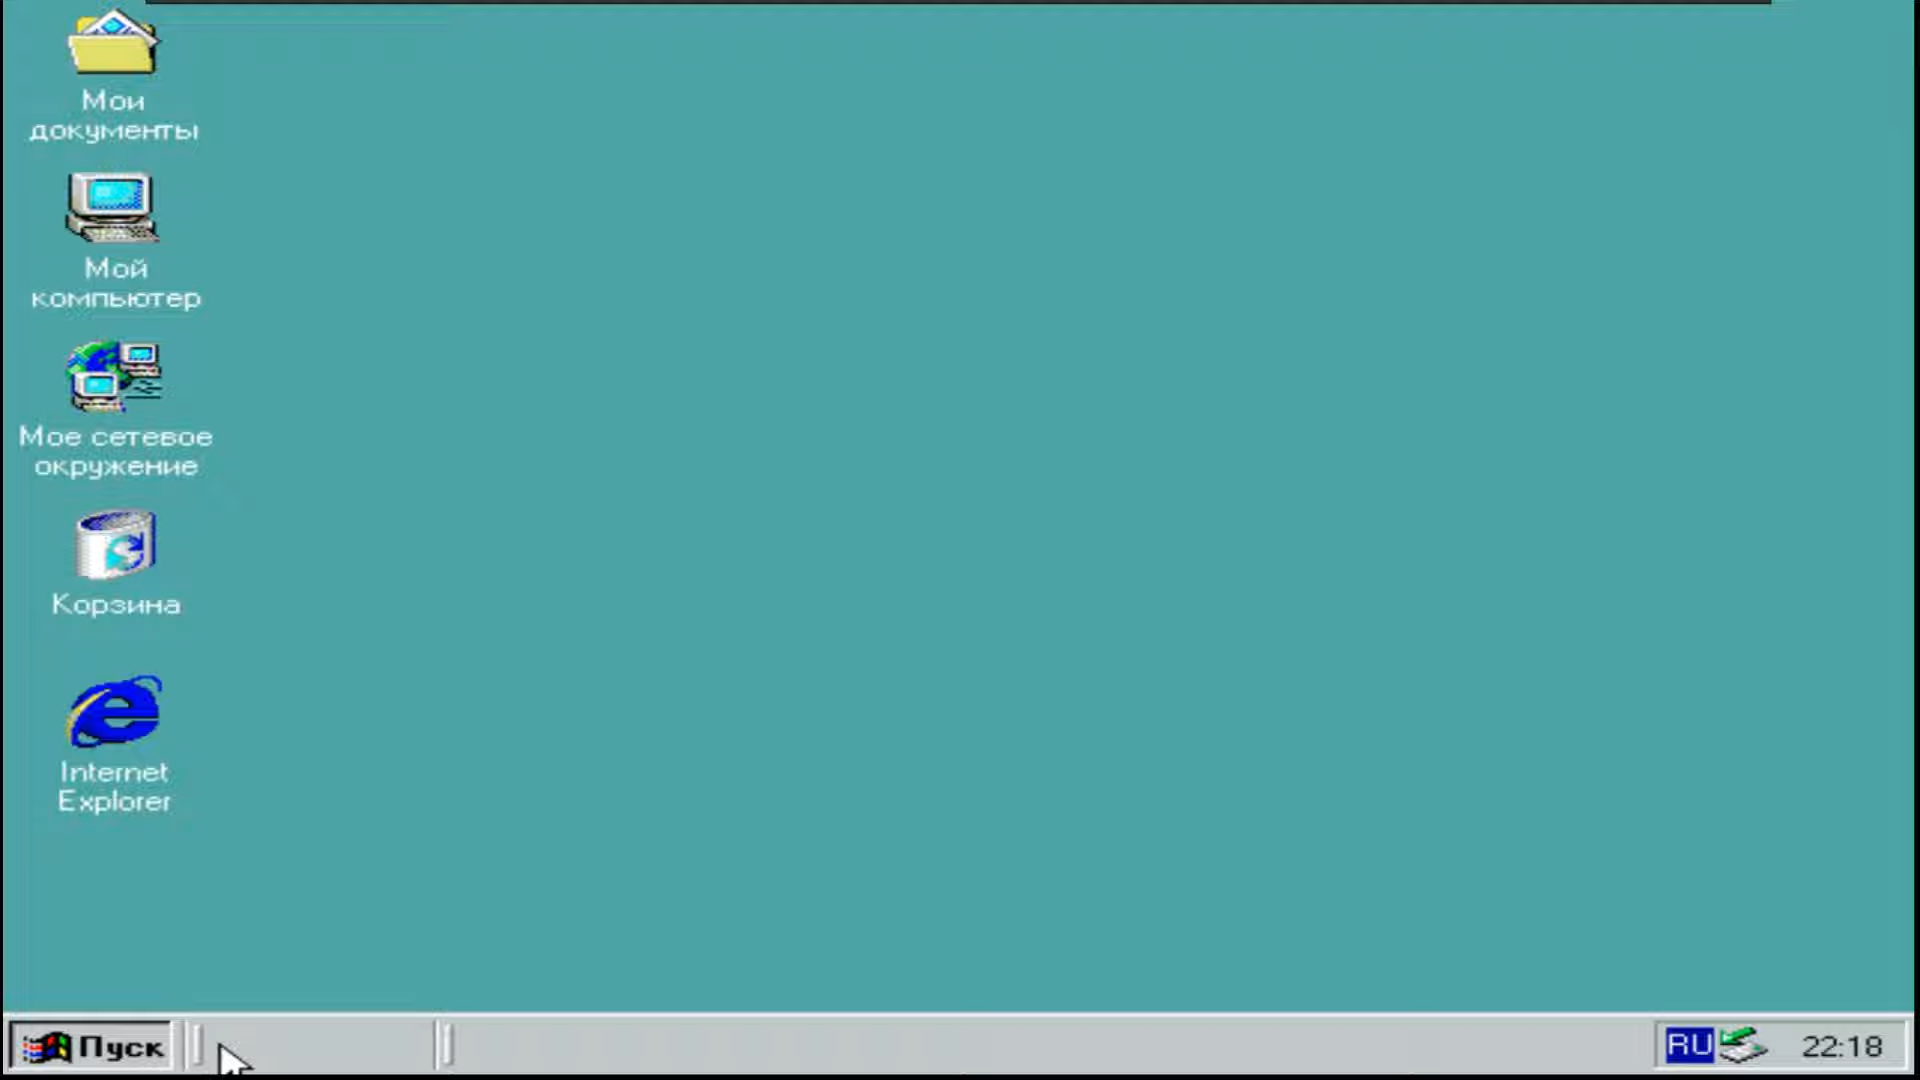 Мои
документы
Мой
компьютер
Мое сетевое
окружение
Корзина
Internet
Explorer
Пуск
RU
22:18